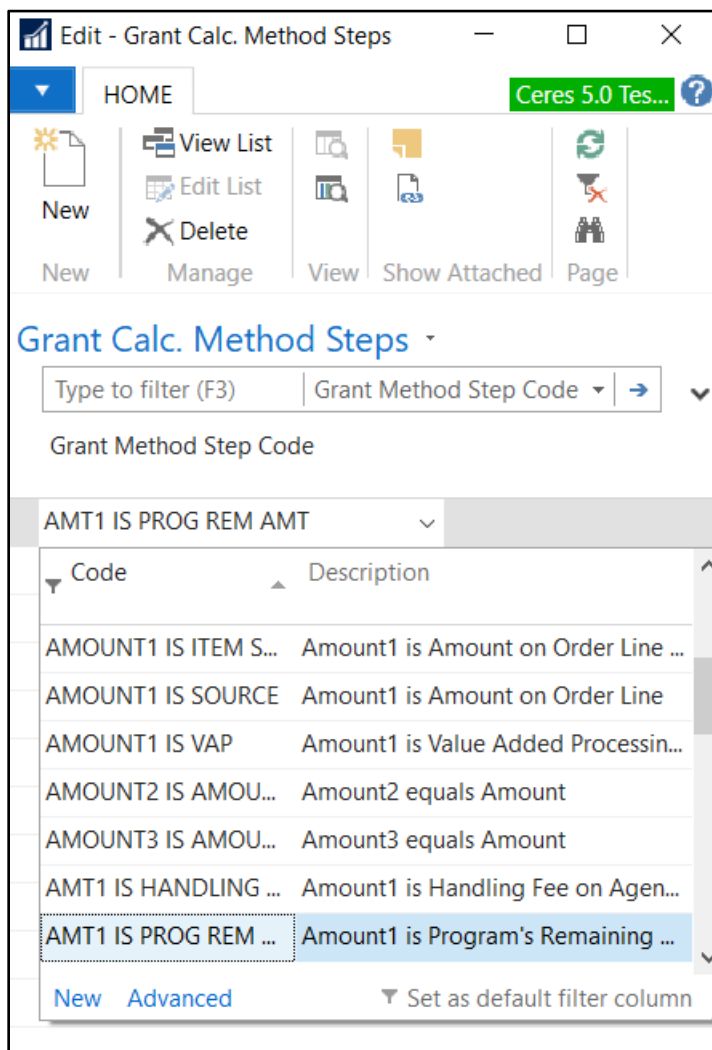 Edit - Grant Calc. Method Steps
HOME
Ceres 5.0 Tes...
?
New
View List
Edit List
Delete
New
Manage
View
Show Attached
Page
Grant Calc. Method Steps
Type to filter (F3)
Grant Method Step Code
Grant Method Step Code
AMT1 IS PROG REM AMT
Code Description
AMOUNT1 IS ITEM S... Amount1 is Amount on Order Line ...
AMOUNT1 IS SOURCE Amount1 is Amount on Order Line
AMOUNT1 IS VAP Amount1 is Value Added Processin...
AMOUNT2 IS AMOU... Amount2 equals Amount
AMOUNT3 IS AMOU... Amount3 equals Amount
AMT1 IS HANDLING ... Amount1 is Handling Fee on Agen...
AMT1 IS PROG REM ... Amount1 is Program's Remaining ...
New Advanced Set as default filter column